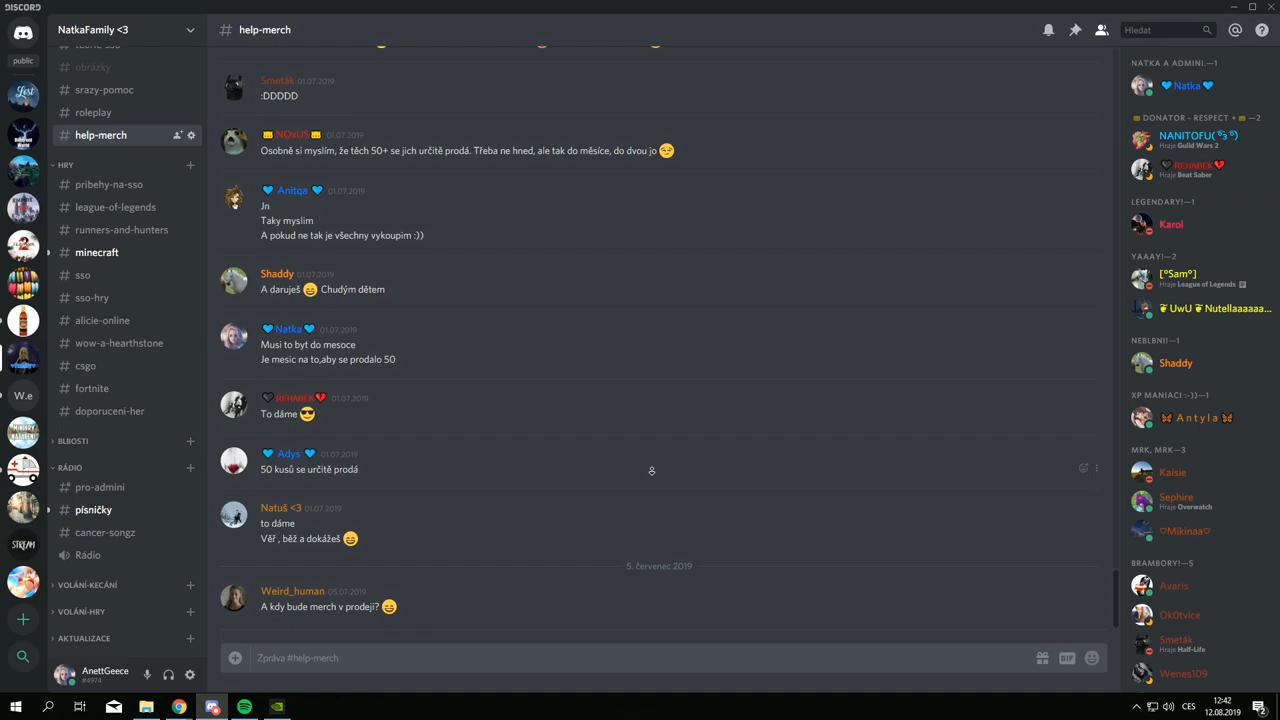 DISCORD
public
W.e
STREAM
NatkaFamily <3
obrázky
srazy-pomoc
roleplay
help-merch
HRY
pribehy-na-sso
league-of-legends
runners-and-hunters
minecraft
sso
sso-hry
alicie-online
wow-a-hearthstone
csgo
fortnite
doporuceni-her
BLBOSTI
RÁDIO
pro-admini
písničky
cancer-songz
Rádio
VOLÁNÍ-KECÁNÍ
VOLÁNÍ-HRY
AKTUALIZACE
AnettGeece
#4974
# help-merch
Hledat
Smeták 01.07.2019
:DDDDD
NOxUS 01.07.2019
Osobně si myslím, že těch 50+ se jich určitě prodá. Třeba ne hned, ale tak do měsíce, do dvou jo 😏
💙 Anitqa 💙 01.07.2019
Jn
Taky myslim
A pokud ne tak je všechny vykoupim :))
Shaddy 01.07.2019
A daruješ 😄 Chudým dětem
💙Natka💙 01.07.2019
Musi to byt do mesoce
Je mesic na to,aby se prodalo 50
🖤REHABEK💔 01.07.2019
To dáme 😎
💙 Adys 💙 01.07.2019
50 kusů se určitě prodá
Natuš <3 01.07.2019
to dáme
Věř , běž a dokážeš 😄
5. červenec 2019
Weird_human 05.07.2019
A kdy bude merch v prodeji? 😄
Zpráva #help-merch
GIF
NATKA A ADMINI.—1
💙Natka💙
DONATOR - RESPECT +—2
NANITOFU(
Hraje Guild Wars 2
🖤REHABEK💔
Hraje Beat Saber
LEGENDARY!—1
Karol
YAAAY!—2
[°Sam°]
Hraje League of Legends
❦ UwU ❦ Nutellaaaaaa...
NEBLBNI!—1
Shaddy
XP MANIACI :-))—1
🦋 A n t y l a 🦋
MRK, MRK—3
Kaisie
Sephire
Hraje Overwatch
♡Mikinaa♡
BRAMBORY!—5
Avaris
Ok0tvice
Smeták
Hraje Half-Life
Wenes109
CES
12:42
12.08.2019
2